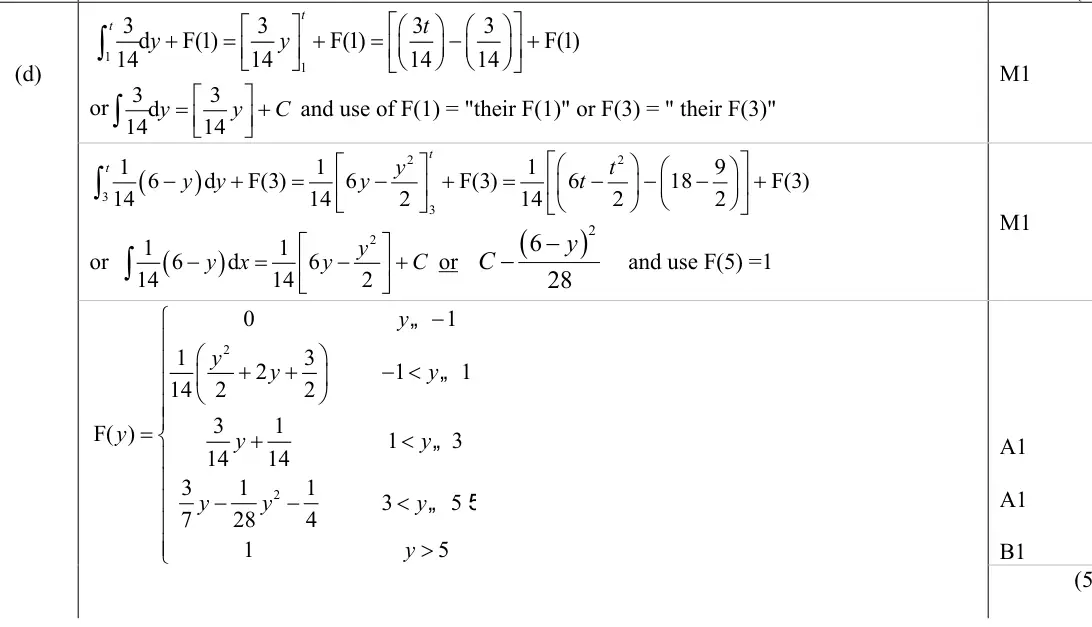 (d)
∫₁ᵗ 3/14 dy + F(1) = [3/14 y]₁ᵗ + F(1) = [(3t/14) − (3/14)] + F(1)
M1
or ∫ 3/14 dy = [3/14 y] + C and use of F(1) = "their F(1)" or F(3) = " their F(3)"
∫₃ᵗ 1/14 (6 − y) dy + F(3) = 1/14 [6y − y²/2]₃ᵗ + F(3) = 1/14 [(6t − t²/2) − (18 − 9/2)] + F(3)
M1
or ∫ 1/14 (6 − y) dx = 1/14 [6y − y²/2] + C or C − (6 − y)²/28 and use F(5) =1
0 y„ −1
1/14 (y²/2 + 2y + 3/2) −1 < y„ 1
F(y) = { 3/14 y + 1/14 1 < y„ 3 A1
3/7 y − 1/28 y² − 1/4 3 < y„ 5 5 A1
1 y > 5 B1
(5